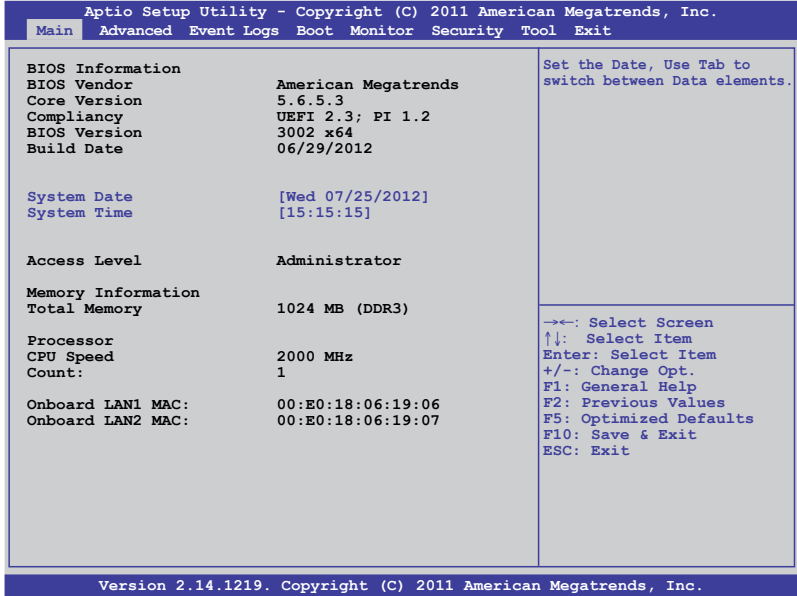 Aptio Setup Utility - Copyright (C) 2011 American Megatrends, Inc.
Main Advanced Event Logs Boot Monitor Security Tool Exit
BIOS Information
BIOS Vendor American Megatrends
Core Version 5.6.5.3
Compliancy UEFI 2.3; PI 1.2
BIOS Version 3002 x64
Build Date 06/29/2012
System Date [Wed 07/25/2012]
System Time [15:15:15]
Access Level Administrator
Memory Information
Total Memory 1024 MB (DDR3)
Processor
CPU Speed 2000 MHz
Count: 1
Onboard LAN1 MAC: 00:E0:18:06:19:06
Onboard LAN2 MAC: 00:E0:18:06:19:07
Set the Date, Use Tab to
switch between Data elements.
→←: Select Screen
↑↓: Select Item
Enter: Select Item
+/-: Change Opt.
F1: General Help
F2: Previous Values
F5: Optimized Defaults
F10: Save & Exit
ESC: Exit
Version 2.14.1219. Copyright (C) 2011 American Megatrends, Inc.